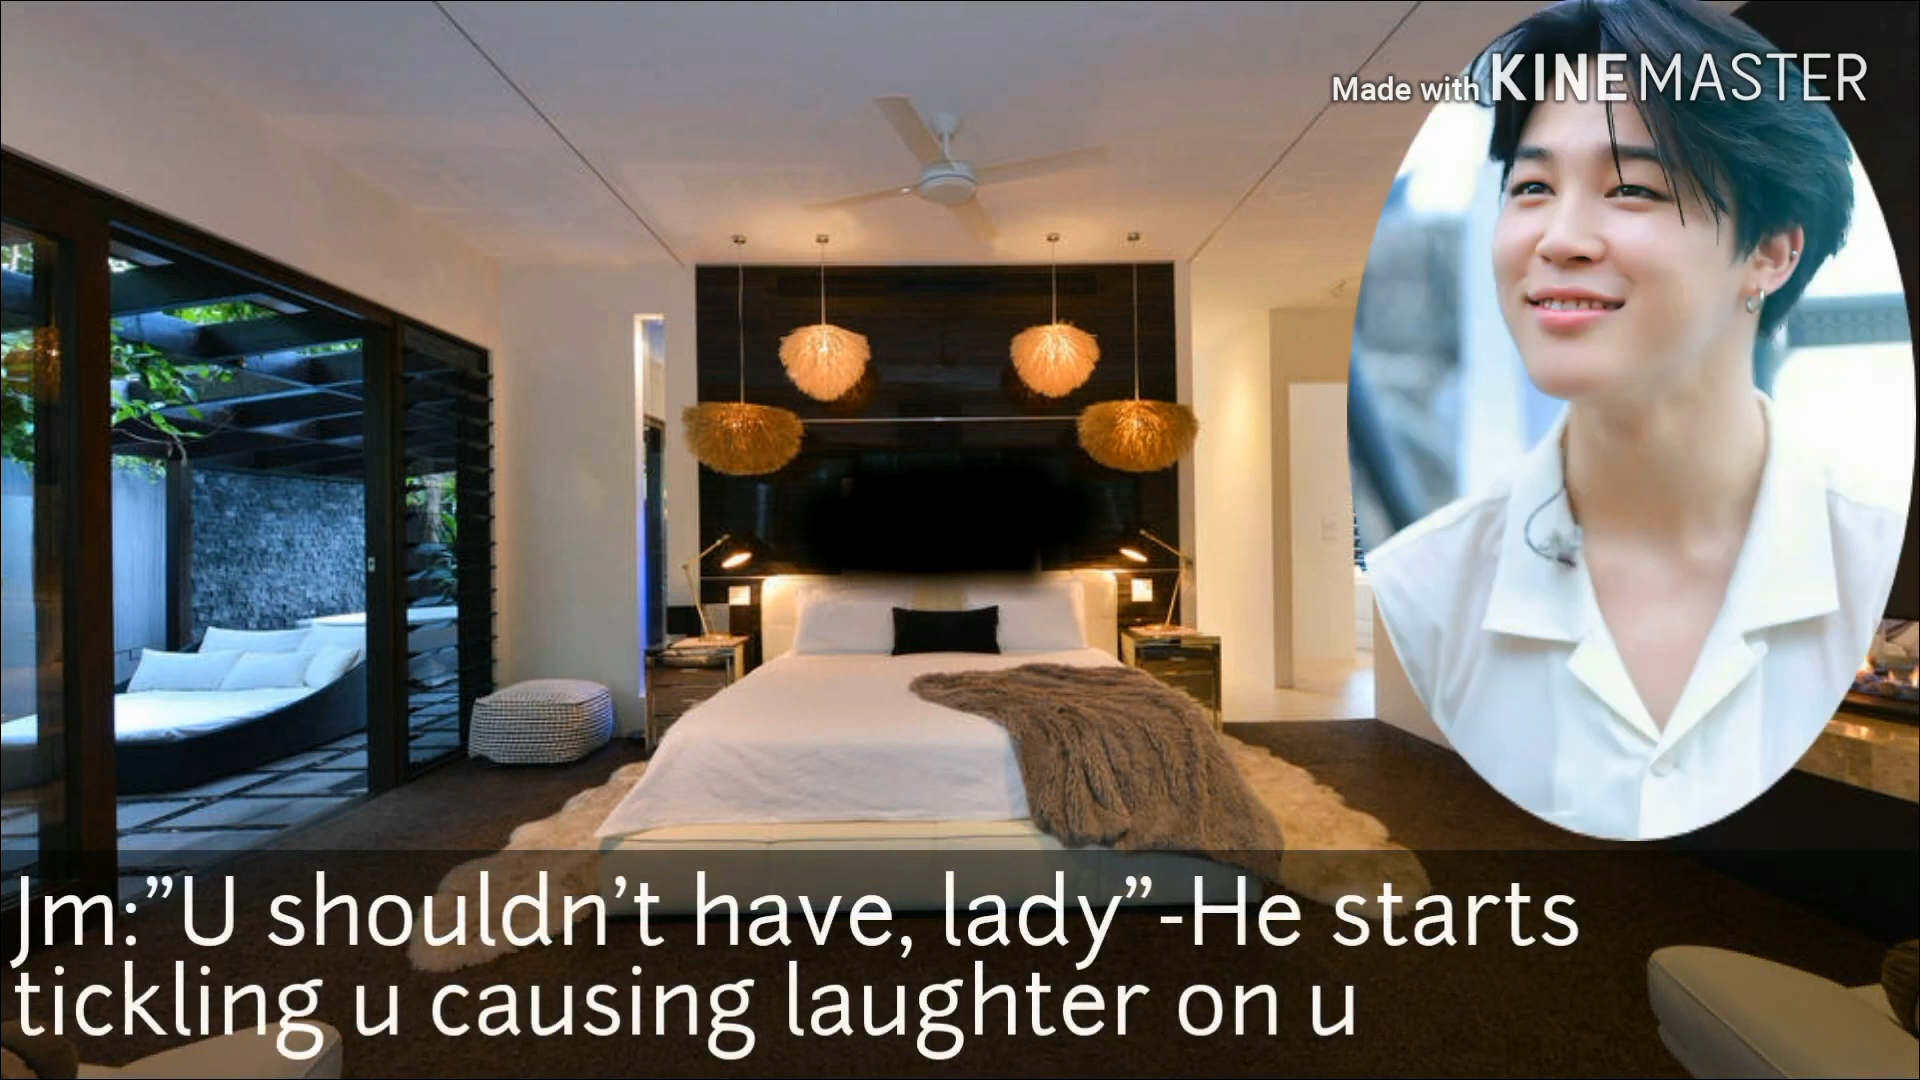 Made with KINEMASTER
Jm:”U shouldn’t have, lady”-He starts
tickling u causing laughter on u